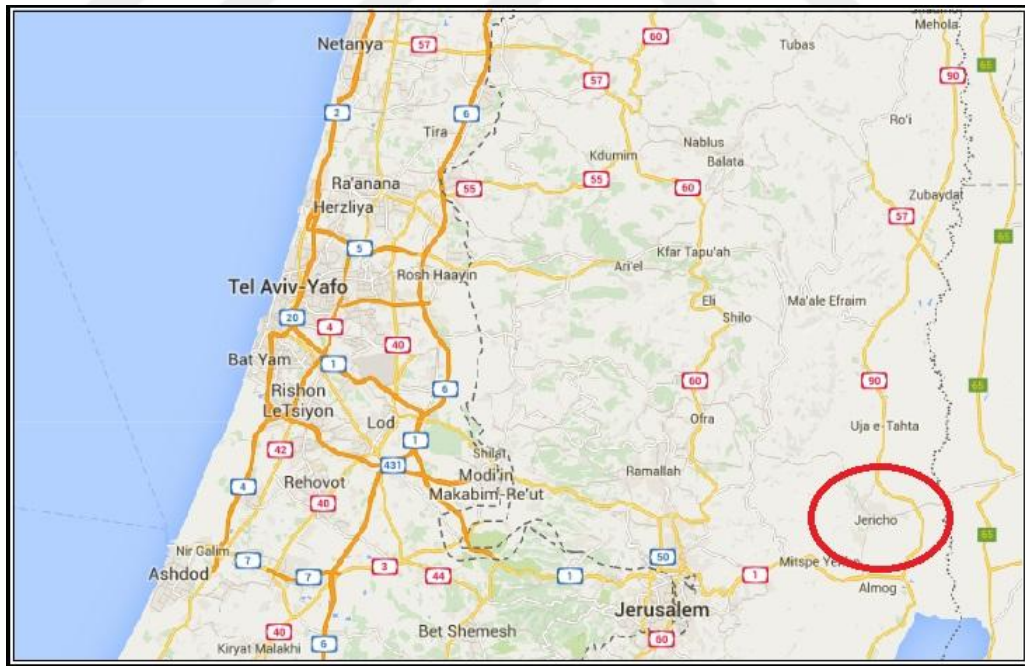 Mehola
Netanya
57
60
Tubas
57
65
90
2
6
Ro'i
Tira
Nablus
Kdumim
Balata
Ra'anana
55
55
60
Zubaydat
Herzliya
57
65
5
Kfar Tapu'ah
Rosh Haayin
Ari'el
Tel Aviv-Yafo
Eli
Ma'ale Efraim
20
4
Shilo
40
Bat Yam
1
6
60
90
65
Rishon
LeTsiyon
Lod
Ofra
Uja e-Tahta
1
42
Shilat
431
Modi'in
Makabim-Re'ut
Ramallah
4
Rehovot
40
Jericho
65
Nir Galim
7
Ashdod
7
3
44
1
50
1
Mitspe
Almog
Jerusalem
40
Bet Shemesh
60
Kiryat Malakhi
6